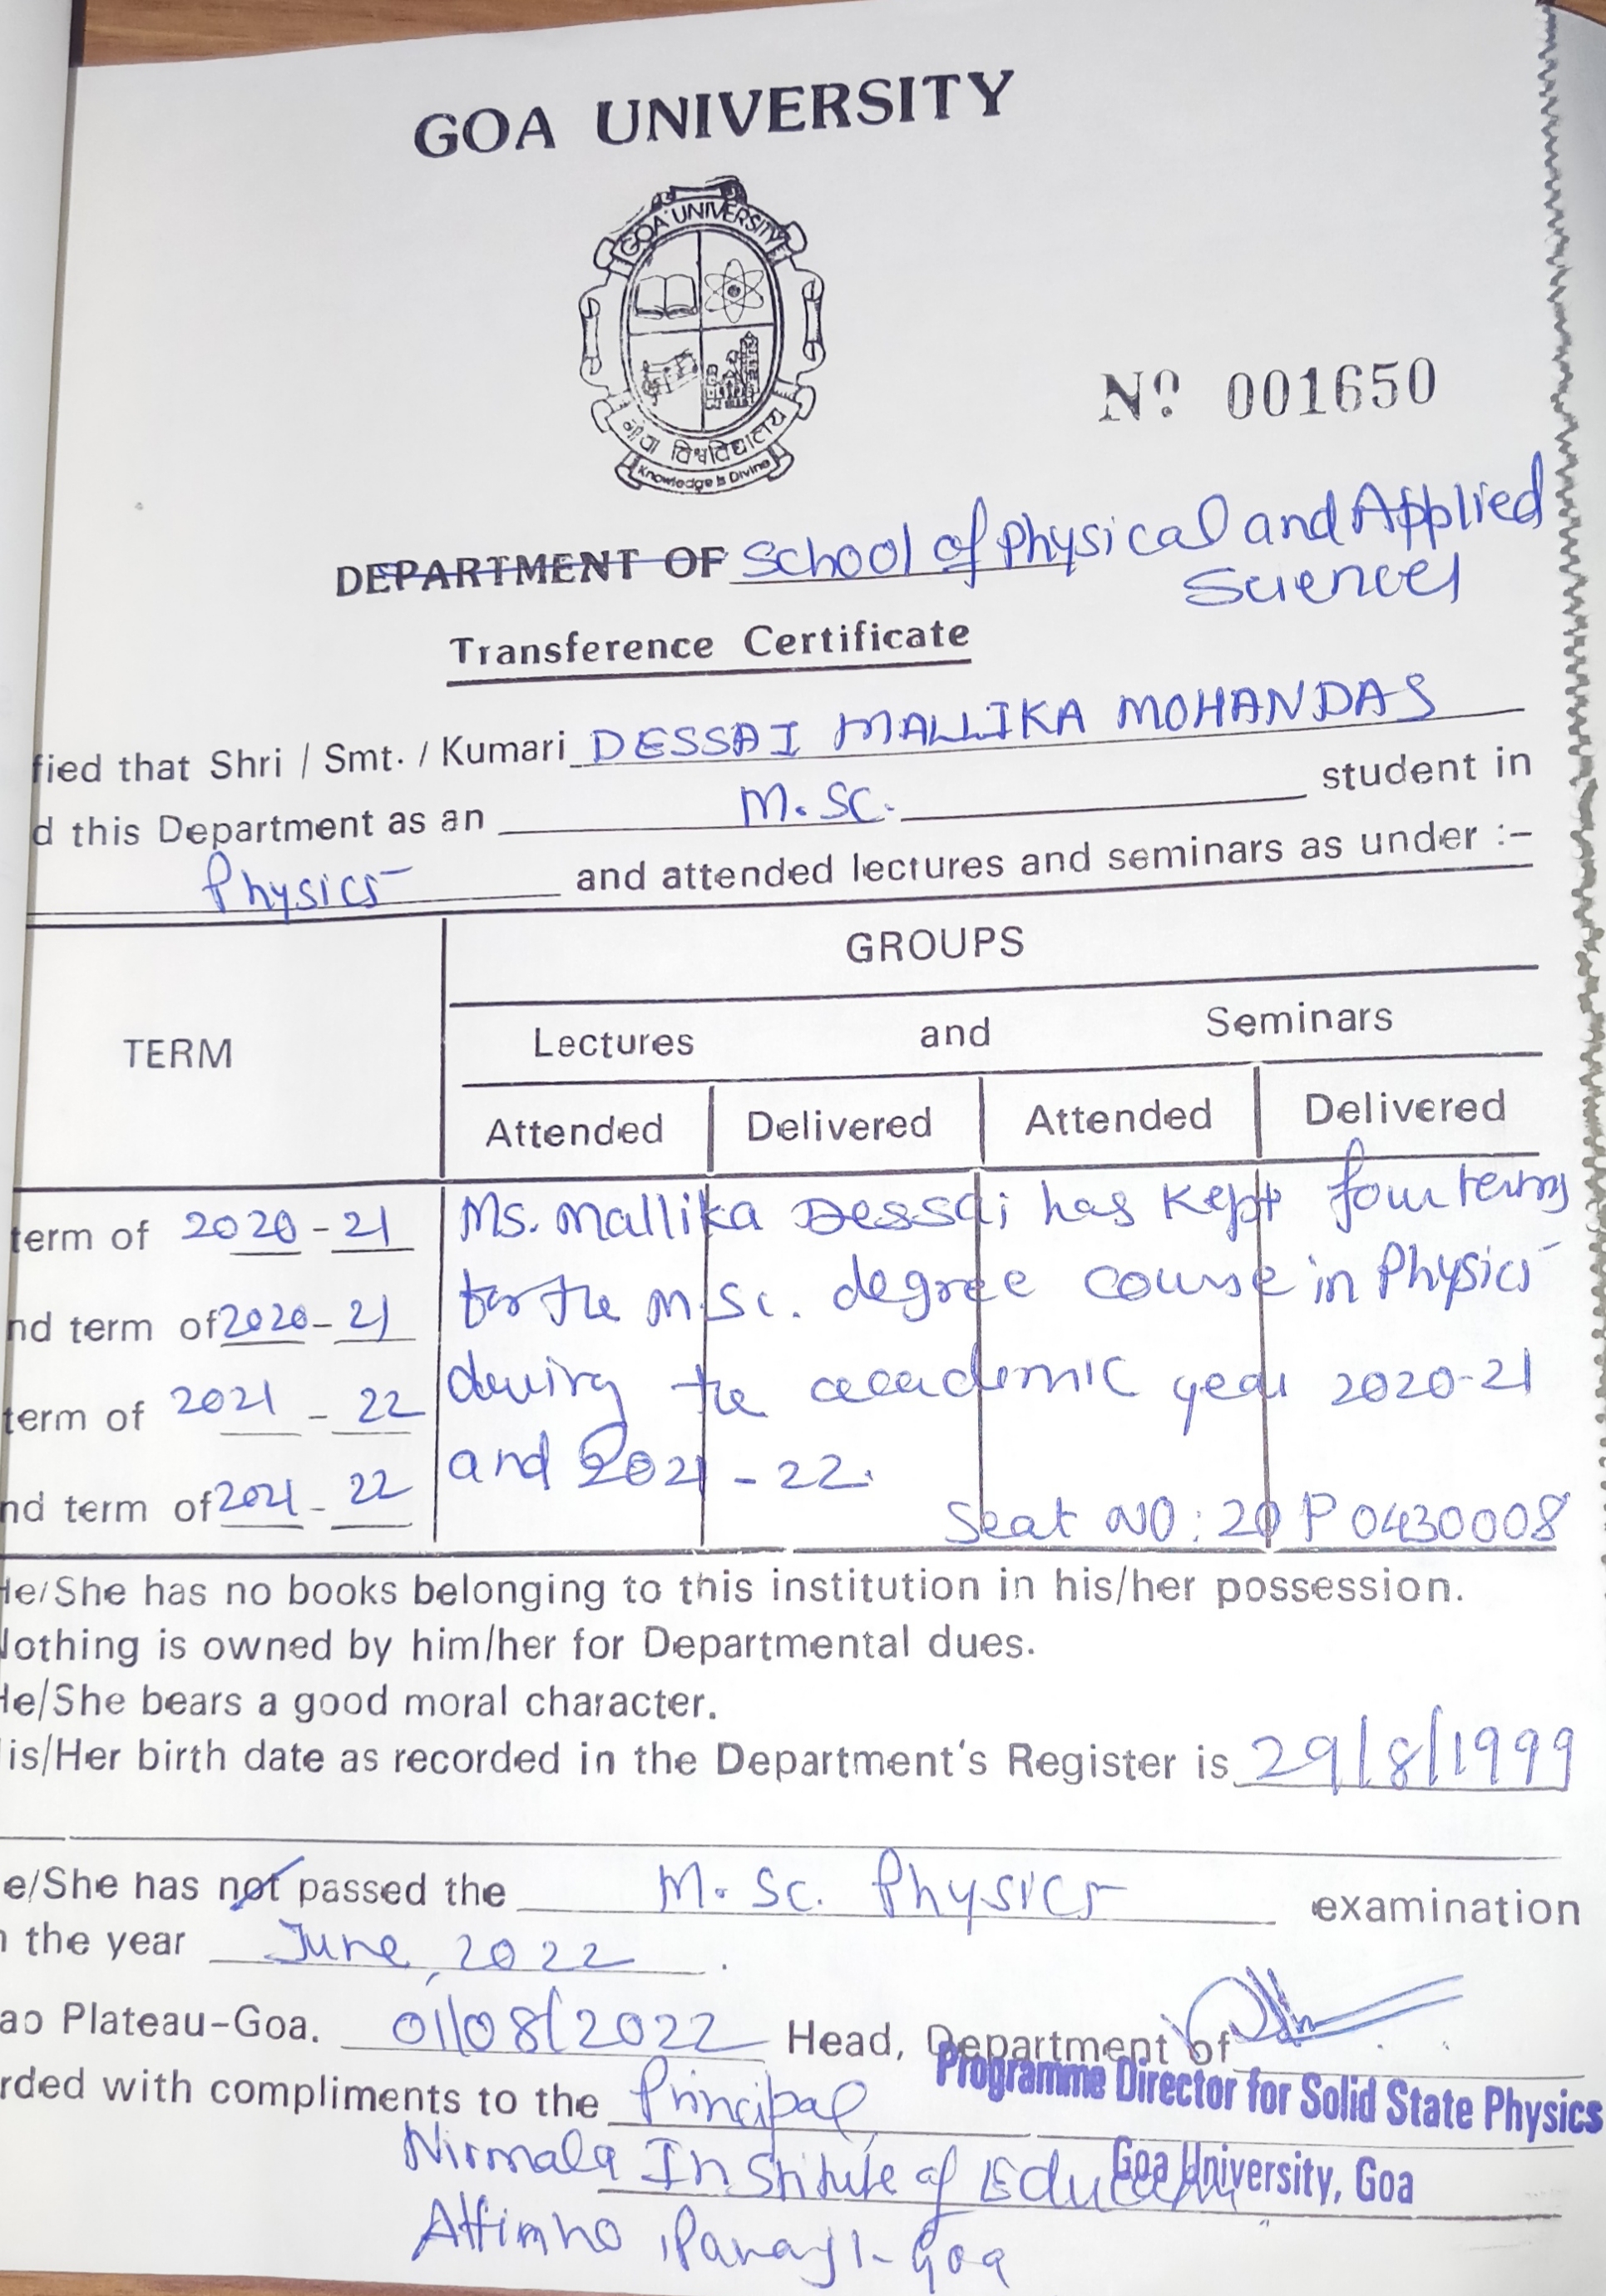 GOA UNIVERSITY
GOA UNIVERSITY
गोंय विश्वविद्यालय
Knowledge is Divine
Nº 001650
DEPARTMENT OF School of Physical and Applied
Sciences
Transference Certificate
fied that Shri / Smt. / Kumari DESSAI MALLIKA MOHANDAS
d this Department as an M.Sc. student in
Physics and attended lectures and seminars as under :-
GROUPS
TERM
Lectures and Seminars
Attended Delivered Attended Delivered
term of 2020-21 Ms. Mallika Dessai has kept four terms
nd term of 2020-21 for the M.Sc. degree course in Physics
term of 2021-22 during the academic year 2020-21
nd term of 2021-22 and 2021-22.
Seat NO: 20P0430008
He/She has no books belonging to this institution in his/her possession.
Nothing is owned by him/her for Departmental dues.
He/She bears a good moral character.
is/Her birth date as recorded in the Department's Register is 29/8/1999
e/She has not passed the M.Sc. Physics examination
the year June, 2022.
ao Plateau-Goa. 01/08/2022 Head, Department of
Programme Director for Solid State Physics
rded with compliments to the Principal
Goa University, Goa
Nirmala Institute of Education
Altinho, Panaji-Goa